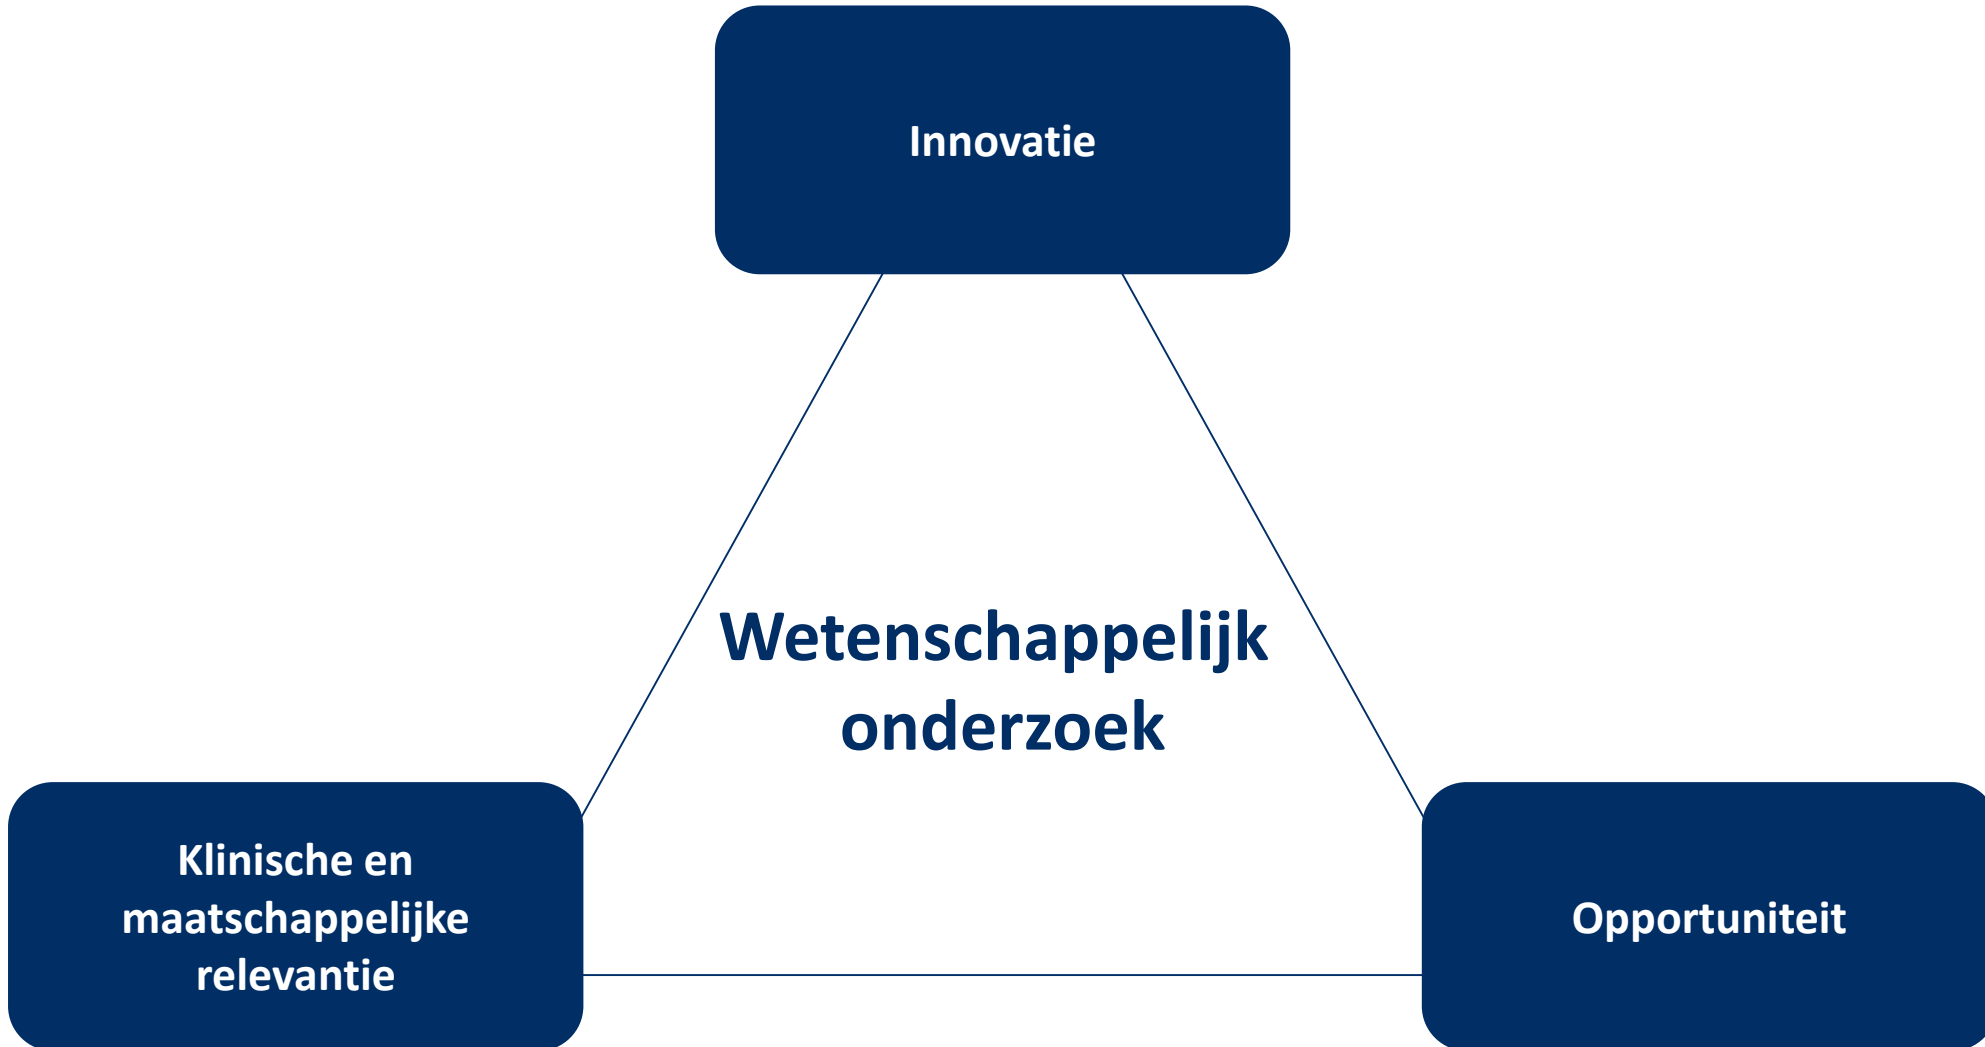 Innovatie
Wetenschappelijk
onderzoek
Klinische en
maatschappelijke
relevantie
Opportuniteit